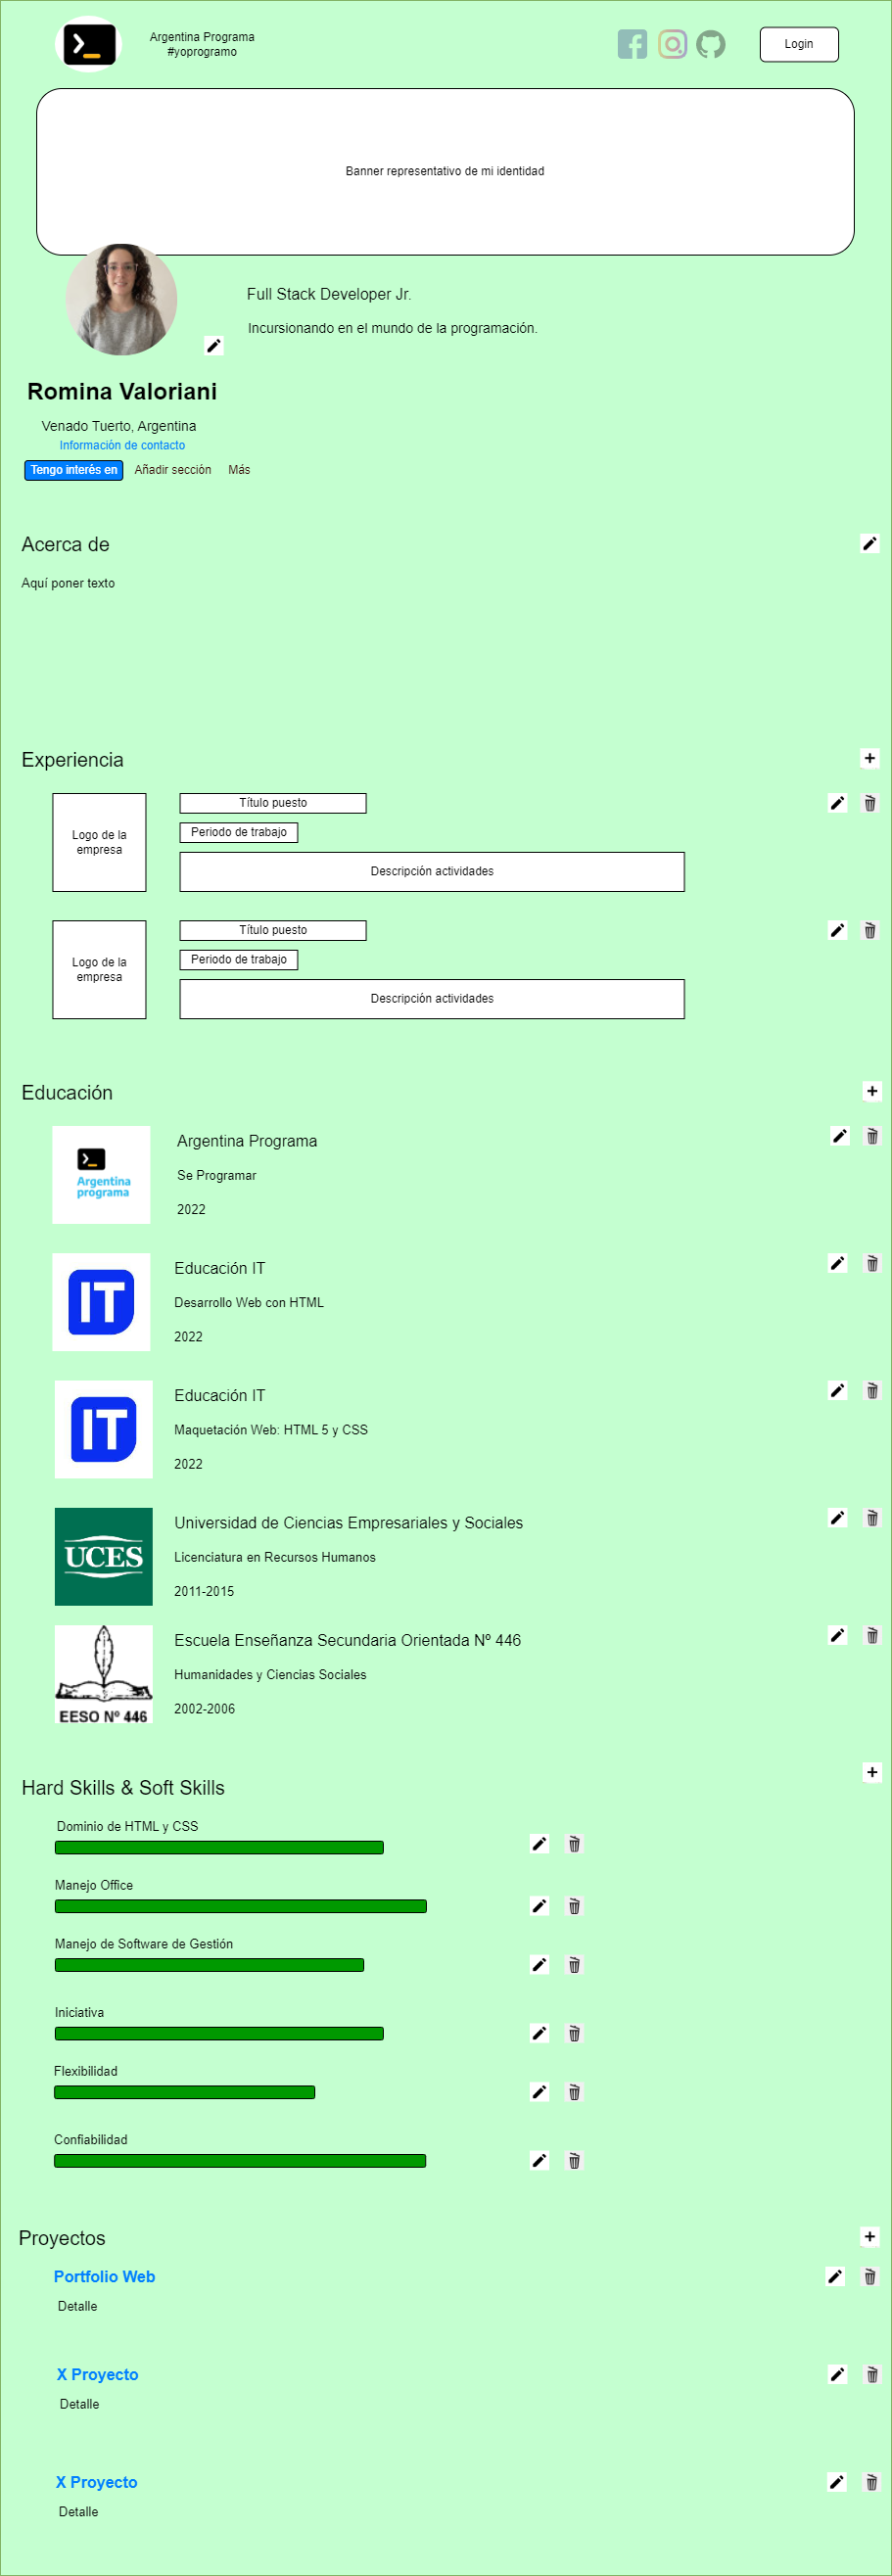 Argentina Programa
#yoprogramo
Login
Banner representativo de mi identidad
Full Stack Developer Jr.
Incursionando en el mundo de la programación.
Romina Valoriani
Venado Tuerto, Argentina
Información de contacto
Tengo interés en Añadir sección Más
Acerca de
Aquí poner texto
Experiencia
Logo de la
empresa
Título puesto
Periodo de trabajo
Descripción actividades
Logo de la
empresa
Título puesto
Periodo de trabajo
Descripción actividades
Educación
Argentina
programa
Argentina Programa
Se Programar
2022
IT
Educación IT
Desarrollo Web con HTML
2022
IT
Educación IT
Maquetación Web: HTML 5 y CSS
2022
UCES
Universidad de Ciencias Empresariales y Sociales
Licenciatura en Recursos Humanos
2011-2015
EESO Nº 446
Escuela Enseñanza Secundaria Orientada Nº 446
Humanidades y Ciencias Sociales
2002-2006
Hard Skills & Soft Skills
Dominio de HTML y CSS
Manejo Office
Manejo de Software de Gestión
Iniciativa
Flexibilidad
Confiabilidad
Proyectos
Portfolio Web
Detalle
X Proyecto
Detalle
X Proyecto
Detalle